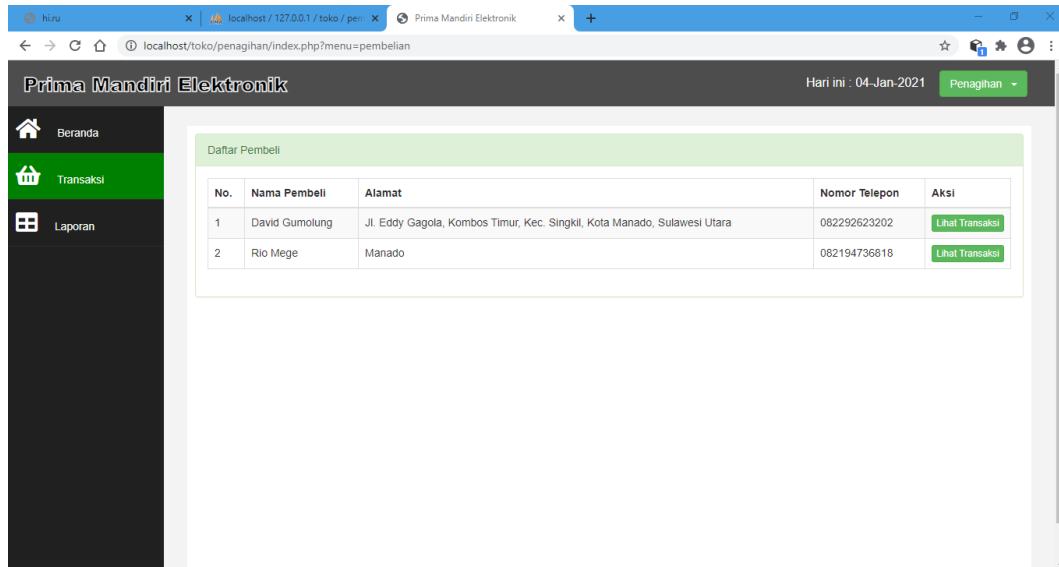 hi.ru
localhost / 127.0.0.1 / toko / pem
Prima Mandiri Elektronik
localhost/toko/penagihan/index.php?menu=pembelian
1
Prima Mandiri Elektronik
Hari ini : 04-Jan-2021
Penagihan
Beranda
Transaksi
Laporan
Daftar Pembeli
No. Nama Pembeli Alamat Nomor Telepon Aksi
1 David Gumolung Jl. Eddy Gagola, Kombos Timur, Kec. Singkil, Kota Manado, Sulawesi Utara 082292623202 Lihat Transaksi
2 Rio Mege Manado 082194736818 Lihat Transaksi